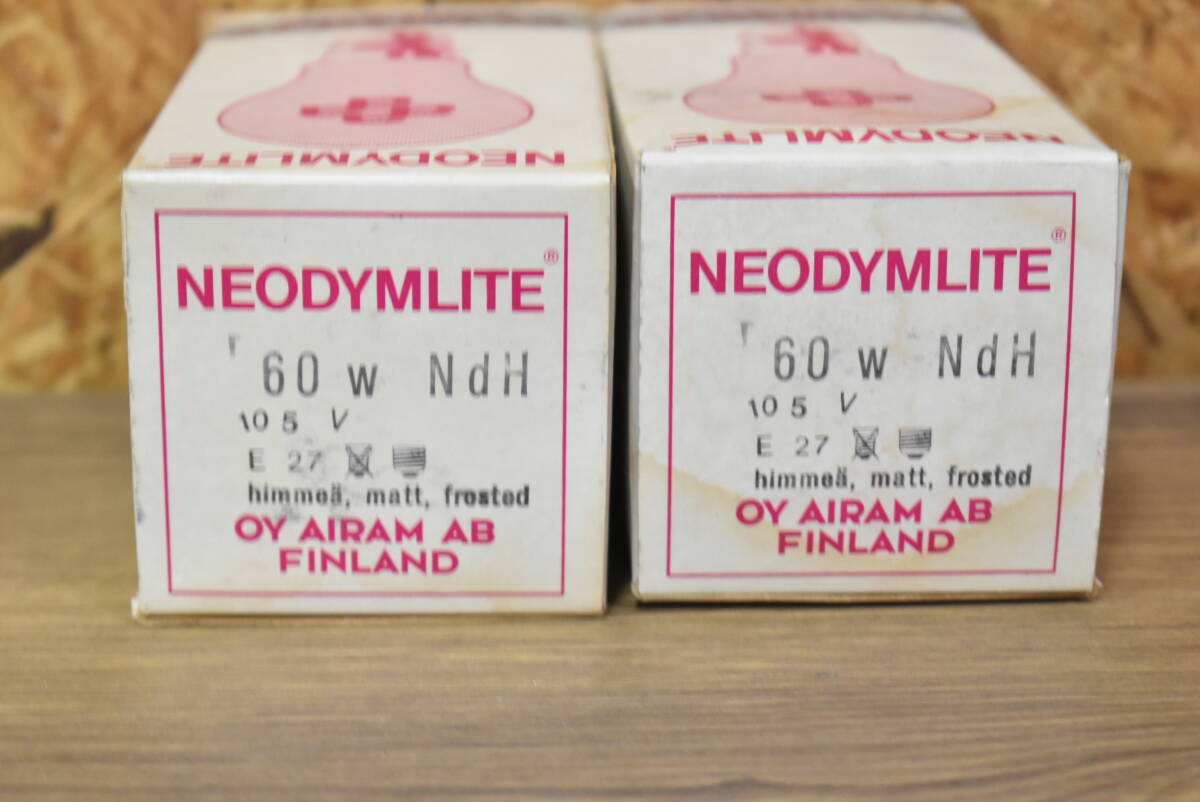 NEODYMLITE
NEODYMLITE®
60 W NdH
105 V
E 27
himmeä, matt, frosted
OY AIRAM AB
FINLAND
NEODYMLITE
NEODYMLITE®
60 W NdH
105 V
E 27
himmeä, matt, frosted
OY AIRAM AB
FINLAND